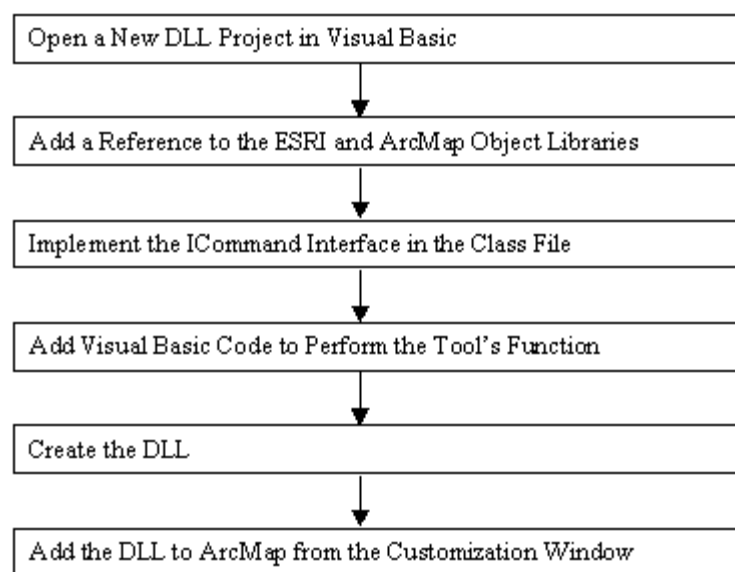 Open a New DLL Project in Visual Basic
Add a Reference to the ESRI and ArcMap Object Libraries
Implement the ICommand Interface in the Class File
Add Visual Basic Code to Perform the Tool's Function
Create the DLL
Add the DLL to ArcMap from the Customization Window